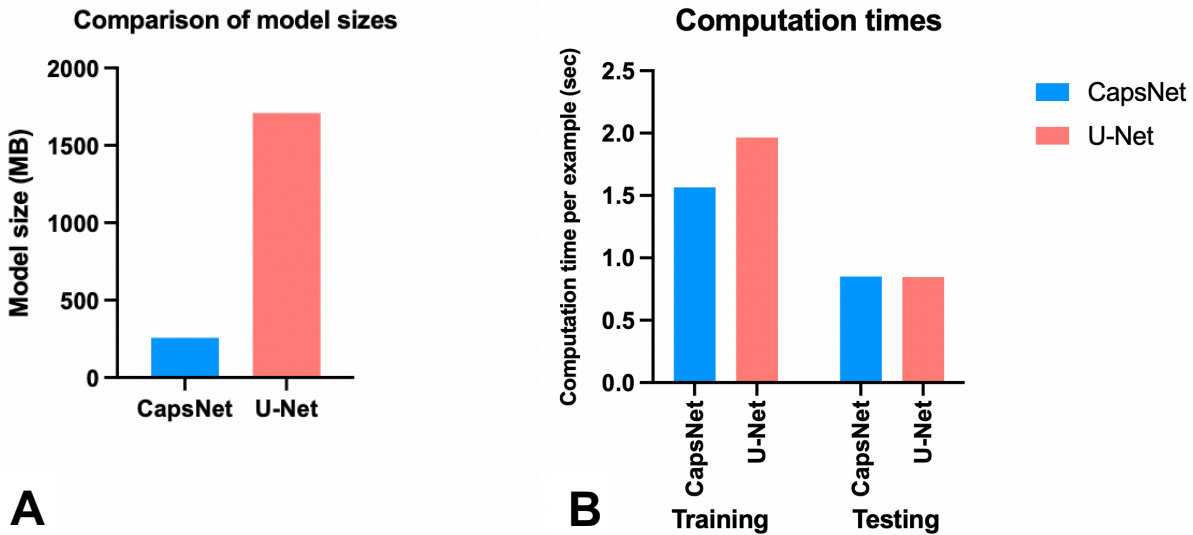 Comparison of model sizes
Model size (MB)
2000
1500
1000
500
0
CapsNet U-Net
A
Computation times
Computation time per example (sec)
2.5
2.0
1.5
1.0
0.5
0.0
CapsNet U-Net CapsNet U-Net
Training Testing
B
CapsNet
U-Net